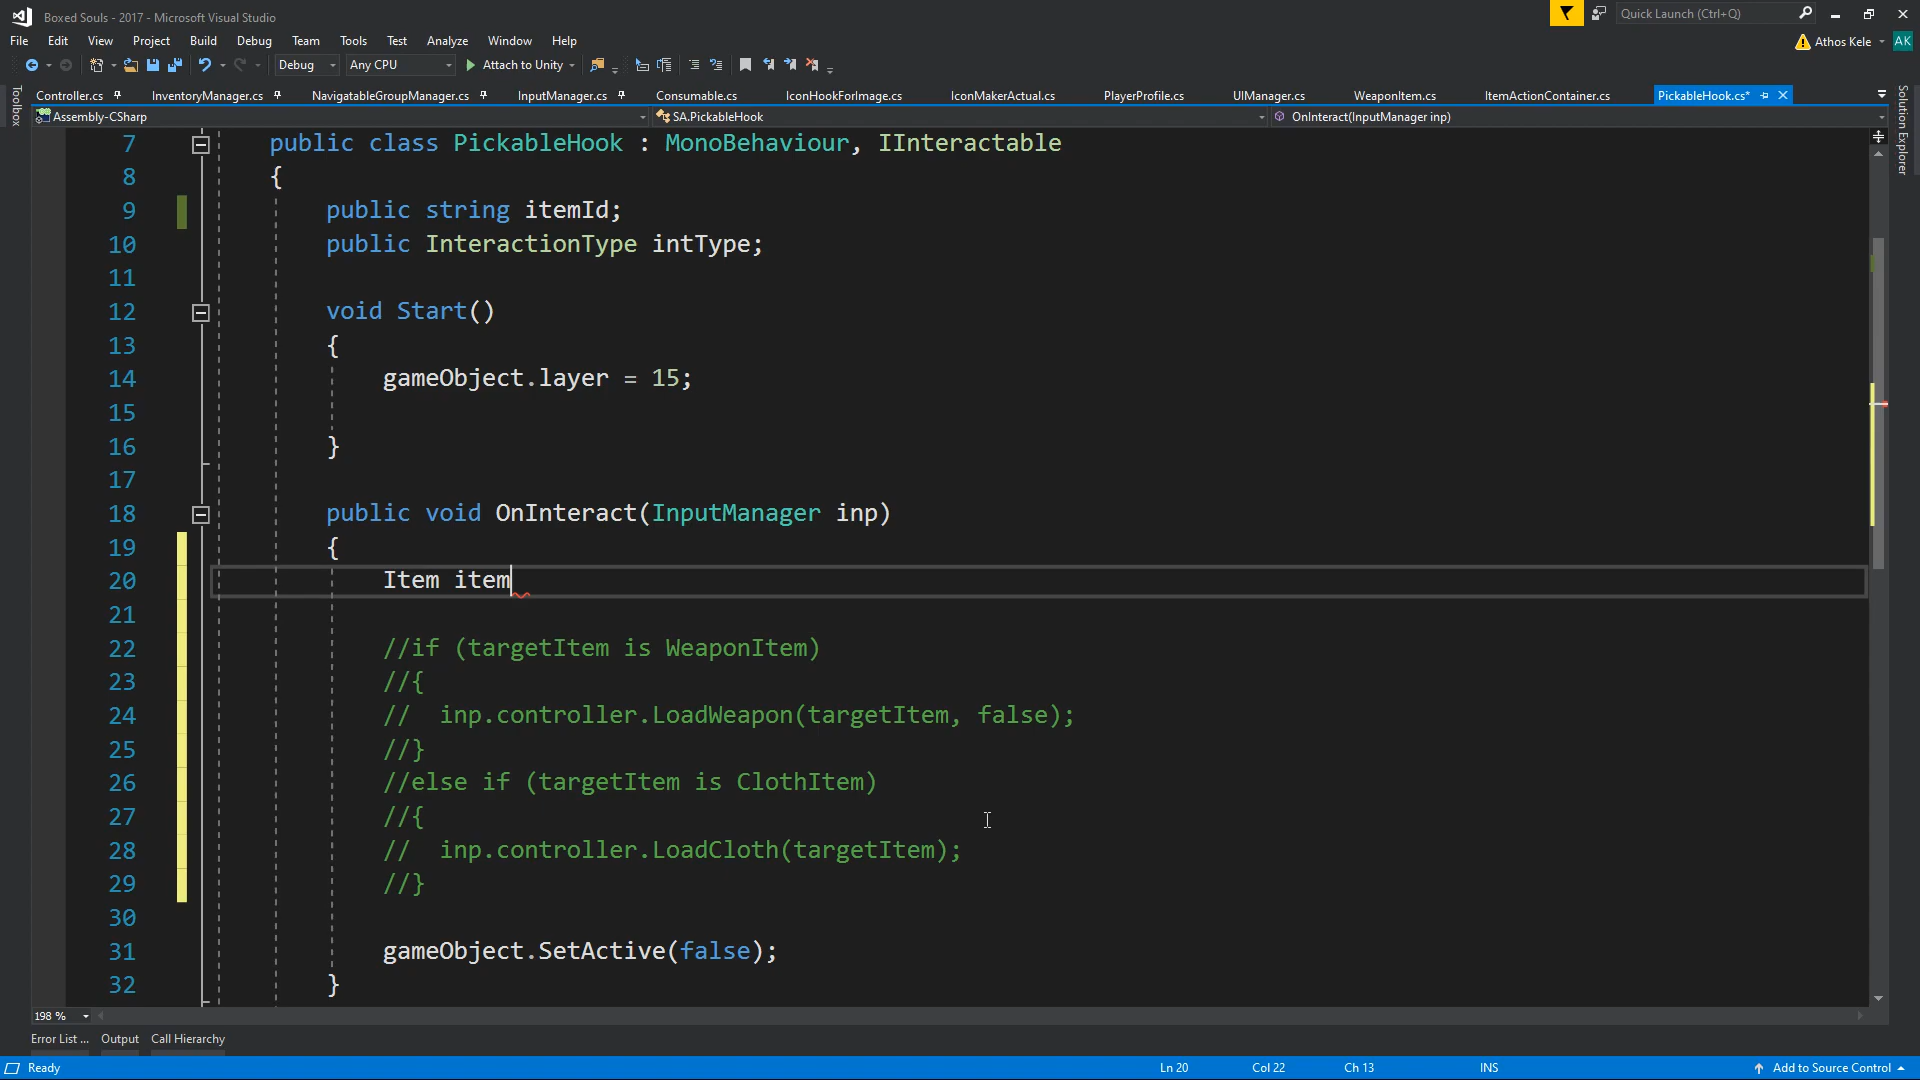 Boxed Souls - 2017 - Microsoft Visual Studio
Quick Launch (Ctrl+Q)
File Edit View Project Build Debug Team Tools Test Analyze Window Help
Athos Kele AK
Debug Any CPU Attach to Unity
Toolbox
Solution Explorer
Controller.cs InventoryManager.cs NavigatableGroupManager.cs InputManager.cs Consumable.cs IconHookForImage.cs IconMakerActual.cs PlayerProfile.cs UIManager.cs WeaponItem.cs ItemActionContainer.cs PickableHook.cs*
Assembly-CSharp SA.PickableHook OnInteract(InputManager inp)
7 public class PickableHook : MonoBehaviour, IInteractable
8 {
9 public string itemId;
10 public InteractionType intType;
11
12 void Start()
13 {
14 gameObject.layer = 15;
15
16 }
17
18 public void OnInteract(InputManager inp)
19 {
20 Item item
21
22 //if (targetItem is WeaponItem)
23 //{
24 // inp.controller.LoadWeapon(targetItem, false);
25 //}
26 //else if (targetItem is ClothItem)
27 //{
28 // inp.controller.LoadCloth(targetItem);
29 //}
30
31 gameObject.SetActive(false);
32 }
198 %
Error List ... Output Call Hierarchy
Ready Ln 20 Col 22 Ch 13 INS Add to Source Control